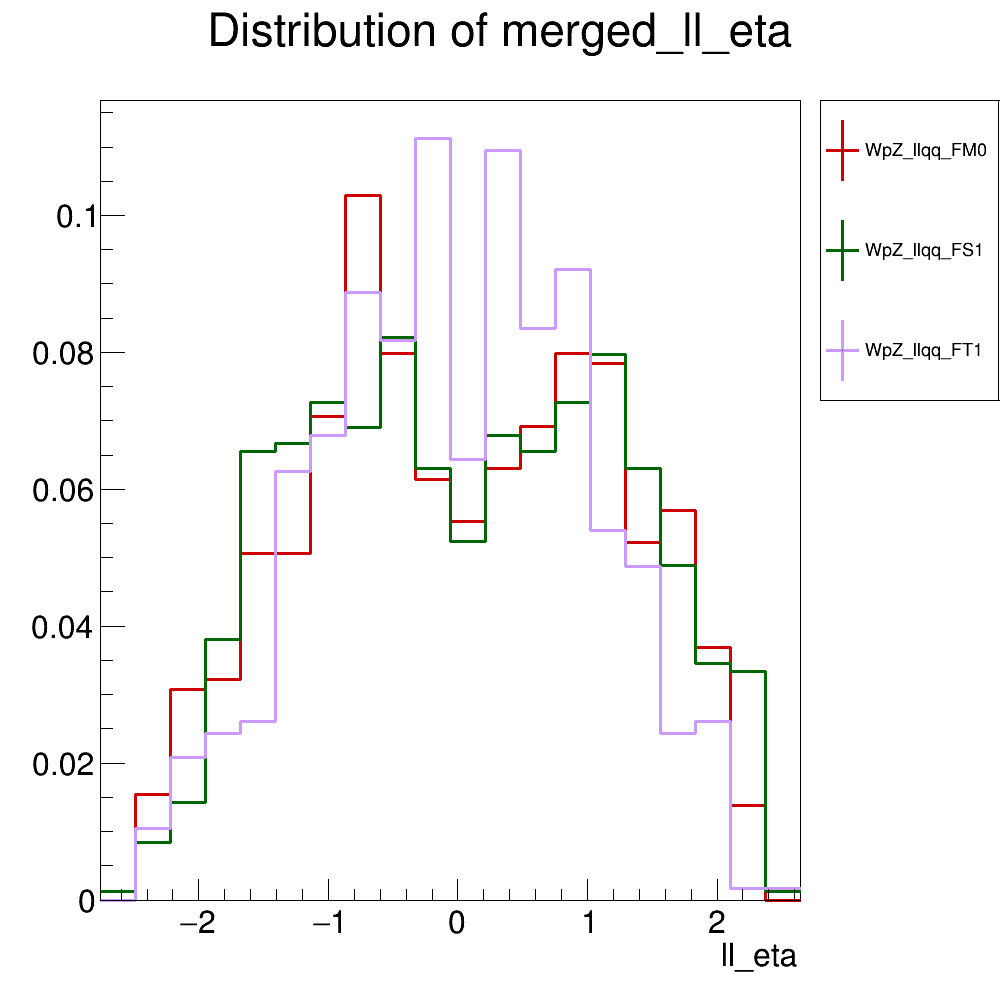 Distribution of merged_ll_eta
WpZ_llqq_FM0
WpZ_llqq_FS1
WpZ_llqq_FT1
0.1
0.08
0.06
0.04
0.02
0
−2 −1 0 1 2
ll_eta